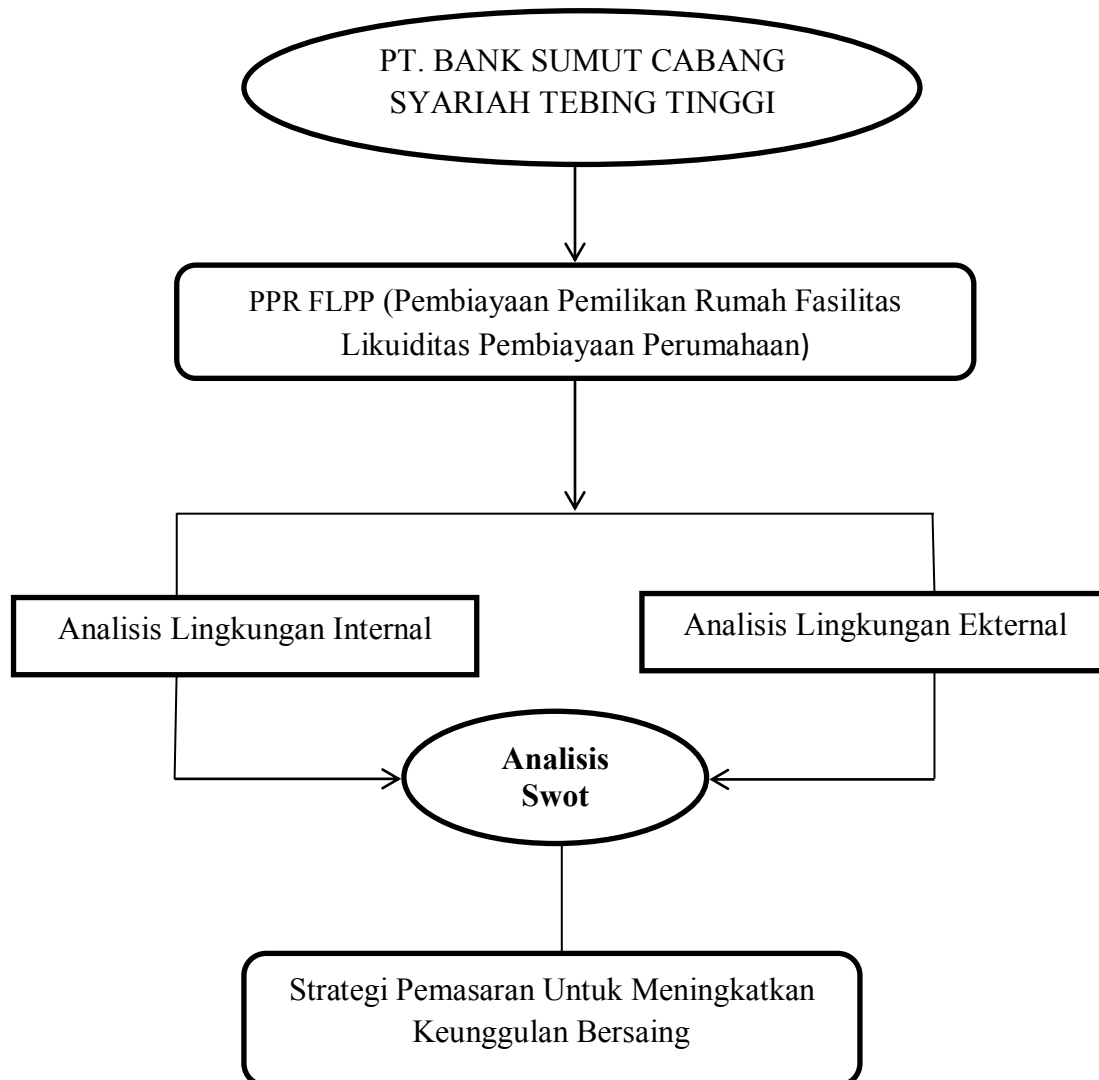 PT. BANK SUMUT CABANG
SYARIAH TEBING TINGGI
PPR FLPP (Pembiayaan Pemilikan Rumah Fasilitas
Likuiditas Pembiayaan Perumahaan)
Analisis Lingkungan Internal
Analisis Lingkungan Ekternal
Analisis
Swot
Strategi Pemasaran Untuk Meningkatkan
Keunggulan Bersaing